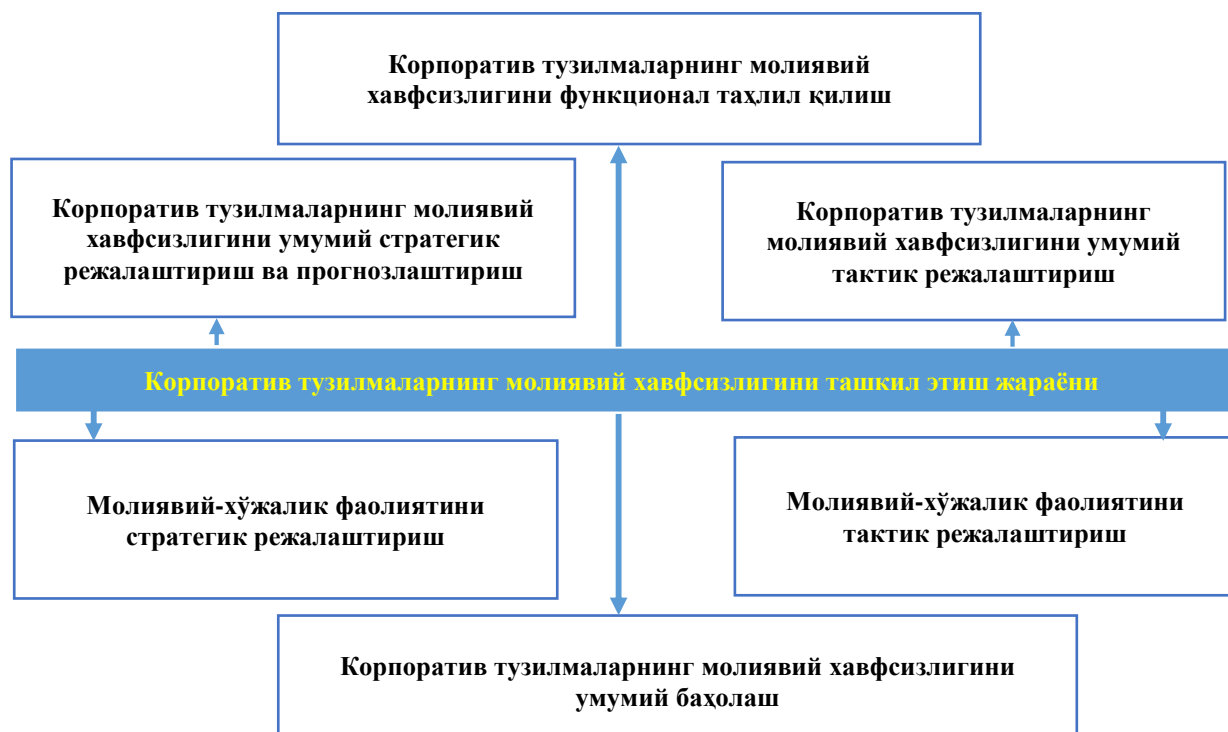 Корпоратив тузилмаларнинг молиявий
хавфсизлигини функционал таҳлил қилиш
Корпоратив тузилмаларнинг молиявий
хавфсизлигини умумий стратегик
режалаштириш ва прогнозлаштириш
Корпоратив тузилмаларнинг
молиявий хавфсизлигини умумий
тактик режалаштириш
Корпоратив тузилмаларнинг молиявий хавфсизлигини ташкил этиш жараёни
Молиявий-хўжалик фаолиятини
стратегик режалаштириш
Молиявий-хўжалик фаолиятини
тактик режалаштириш
Корпоратив тузилмаларнинг молиявий хавфсизлигини
умумий баҳолаш